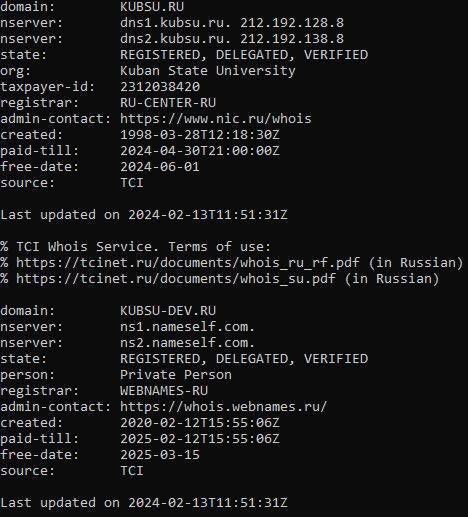 domain: KUBSU.RU
nserver: dns1.kubsu.ru. 212.192.128.8
nserver: dns2.kubsu.ru. 212.192.138.8
state: REGISTERED, DELEGATED, VERIFIED
org: Kuban State University
taxpayer-id: 2312038420
registrar: RU-CENTER-RU
admin-contact: https://www.nic.ru/whois
created: 1998-03-28T12:18:30Z
paid-till: 2024-04-30T21:00:00Z
free-date: 2024-06-01
source: TCI

Last updated on 2024-02-13T11:51:31Z

% TCI Whois Service. Terms of use:
% https://tcinet.ru/documents/whois_ru_rf.pdf (in Russian)
% https://tcinet.ru/documents/whois_su.pdf (in Russian)

domain: KUBSU-DEV.RU
nserver: ns1.nameself.com.
nserver: ns2.nameself.com.
state: REGISTERED, DELEGATED, VERIFIED
person: Private Person
registrar: WEBNAMES-RU
admin-contact: https://whois.webnames.ru/
created: 2020-02-12T15:55:06Z
paid-till: 2025-02-12T15:55:06Z
free-date: 2025-03-15
source: TCI

Last updated on 2024-02-13T11:51:31Z